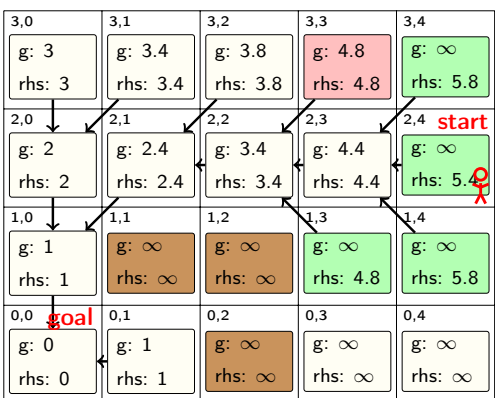 3,0 3,1 3,2 3,3 3,4
g: 3 g: 3.4 g: 3.8 g: 4.8 g: ∞
rhs: 3 rhs: 3.4 rhs: 3.8 rhs: 4.8 rhs: 5.8
2,0 2,1 2,2 2,3 2,4 start
g: 2 g: 2.4 g: 3.4 g: 4.4 g: ∞
rhs: 2 rhs: 2.4 rhs: 3.4 rhs: 4.4 rhs: 5.4
1,0 1,1 1,2 1,3 1,4
g: 1 g: ∞ g: ∞ g: ∞ g: ∞
rhs: 1 rhs: ∞ rhs: ∞ rhs: 4.8 rhs: 5.8
0,0 goal 0,1 0,2 0,3 0,4
g: 0 g: 1 g: ∞ g: ∞ g: ∞
rhs: 0 rhs: 1 rhs: ∞ rhs: ∞ rhs: ∞